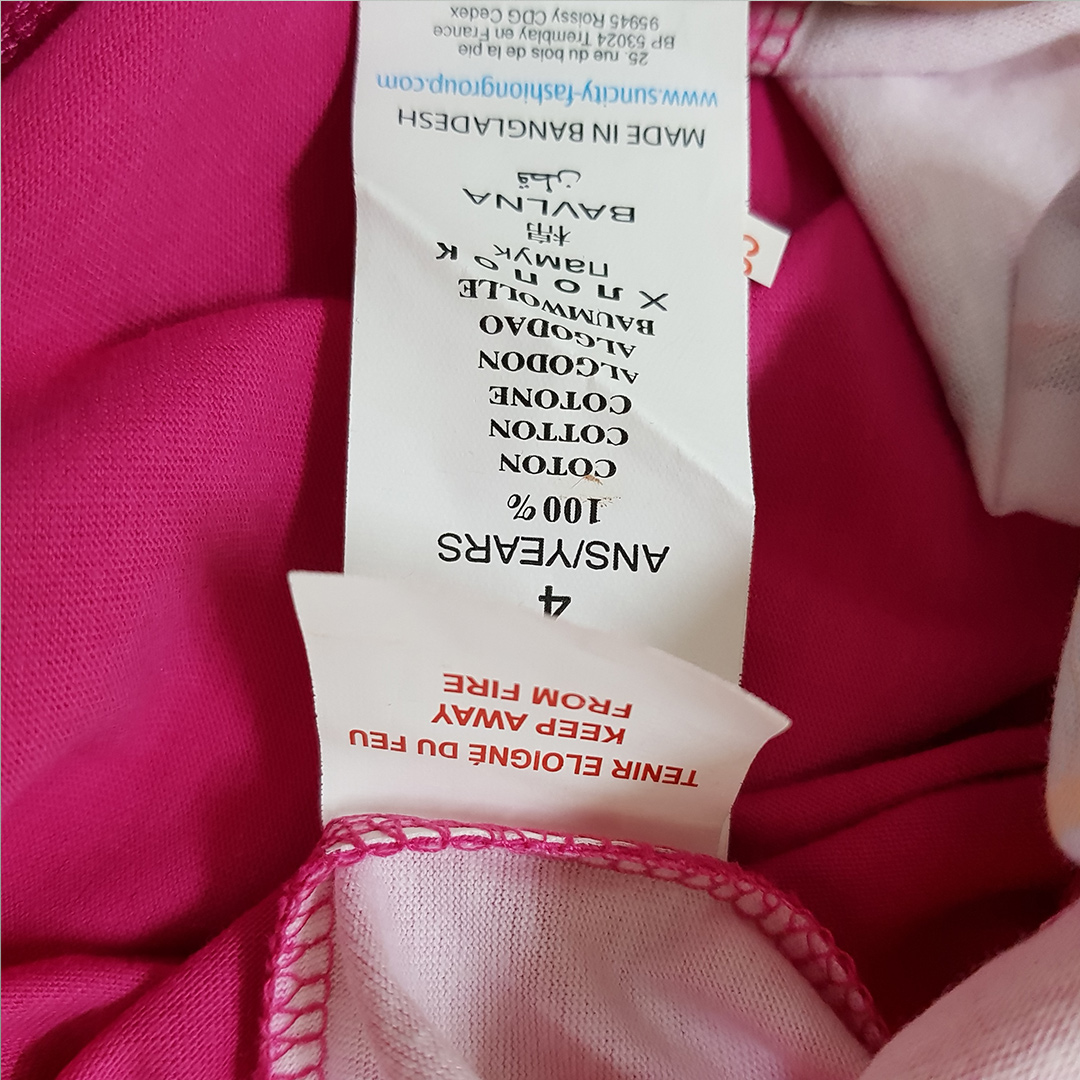 TENIR ELOIGNÉ DU FEU
KEEP AWAY
FROM FIRE
4
ANS/YEARS
100%
COTON
COTTON
COTONE
ALGODON
ALGODAO
BAUMWOLLE
Хлопок
памук
棉
BAVLNA
قطن
MADE IN BANGLADESH
www.suncity-fashiongroup.com
25, rue du bois de la pie
BP 53024 Tremblay en France
95945 Roissy CDG Cedex